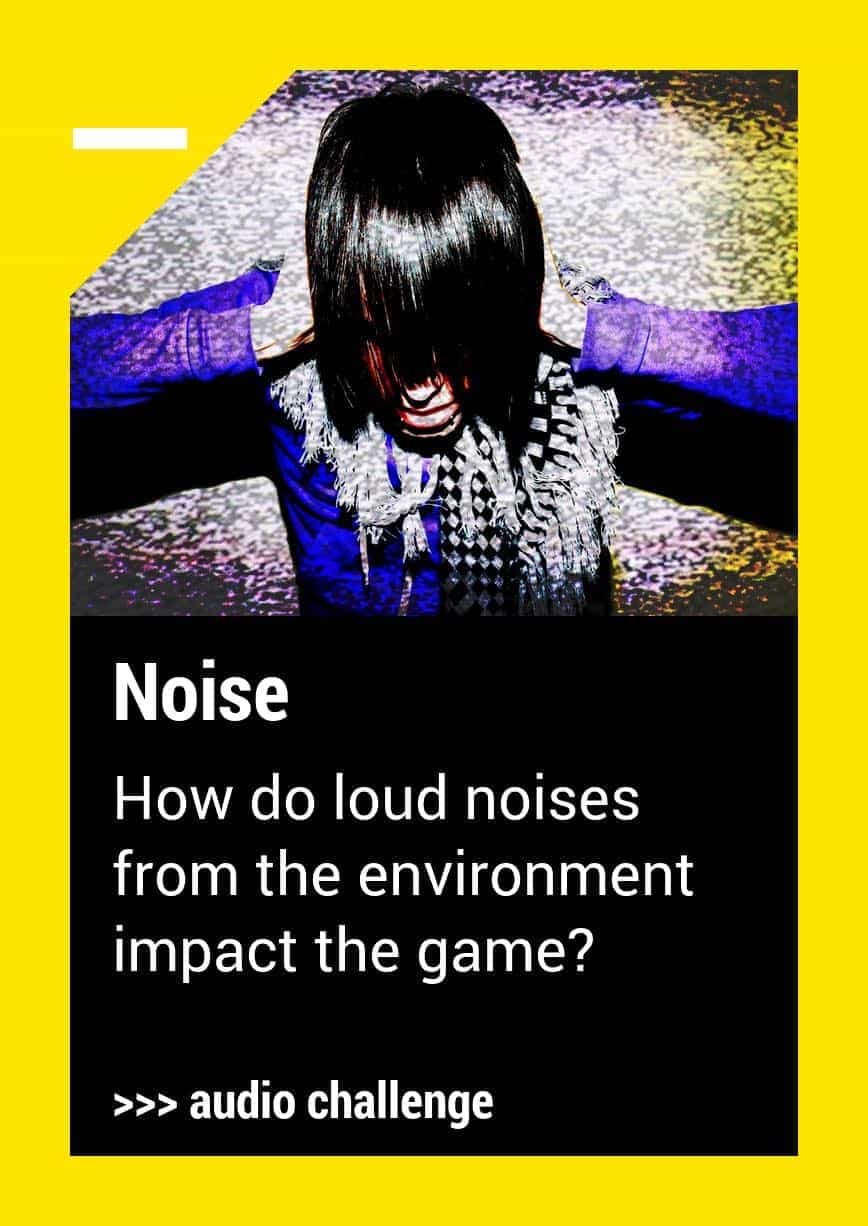 Noise
How do loud noises
from the environment
impact the game?
>>> audio challenge